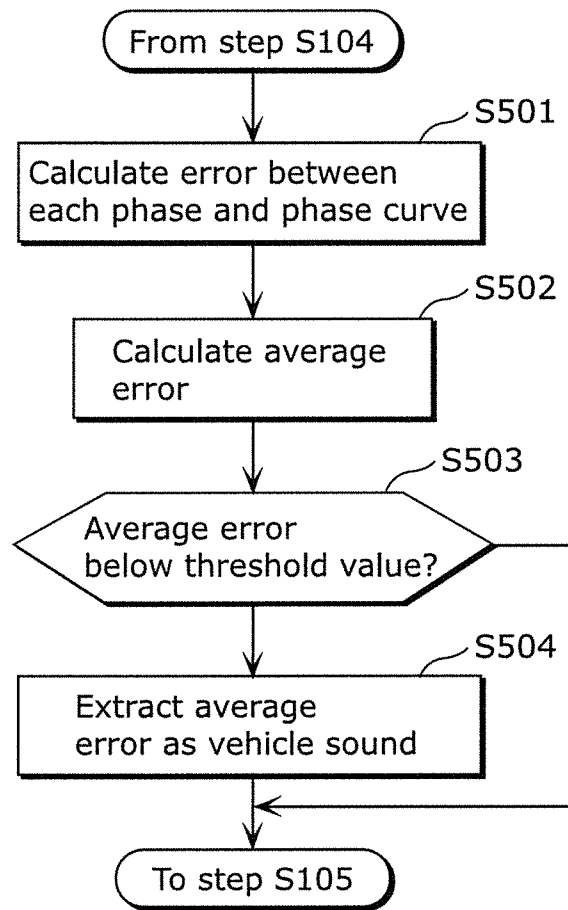 From step S104
S501
Calculate error between
each phase and phase curve
S502
Calculate average
error
S503
Average error
below threshold value?
S504
Extract average
error as vehicle sound
To step S105